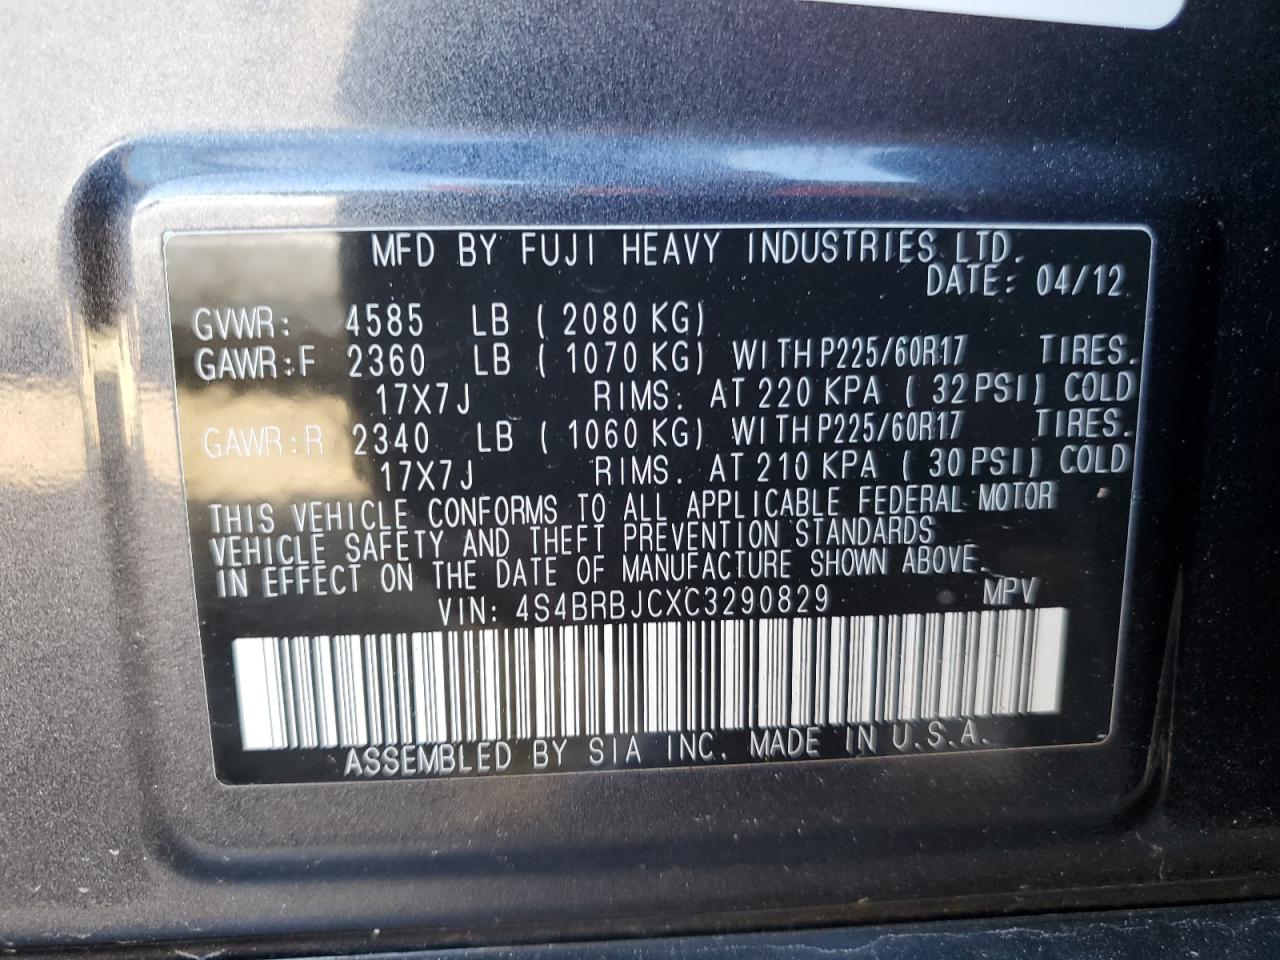 MFD BY FUJI HEAVY INDUSTRIES LTD.
DATE: 04/12
GVWR: 4585 LB ( 2080 KG)
GAWR:F 2360 LB ( 1070 KG) WITH P225/60R17 TIRES.
17X7J RIMS. AT 220 KPA ( 32 PSI) COLD
GAWR:R 2340 LB ( 1060 KG) WITH P225/60R17 TIRES.
17X7J RIMS. AT 210 KPA ( 30 PSI) COLD
THIS VEHICLE CONFORMS TO ALL APPLICABLE FEDERAL MOTOR
VEHICLE SAFETY AND THEFT PREVENTION STANDARDS
IN EFFECT ON THE DATE OF MANUFACTURE SHOWN ABOVE.
VIN: 4S4BRBJCXC3290829 MPV
ASSEMBLED BY SIA INC. MADE IN U.S.A.